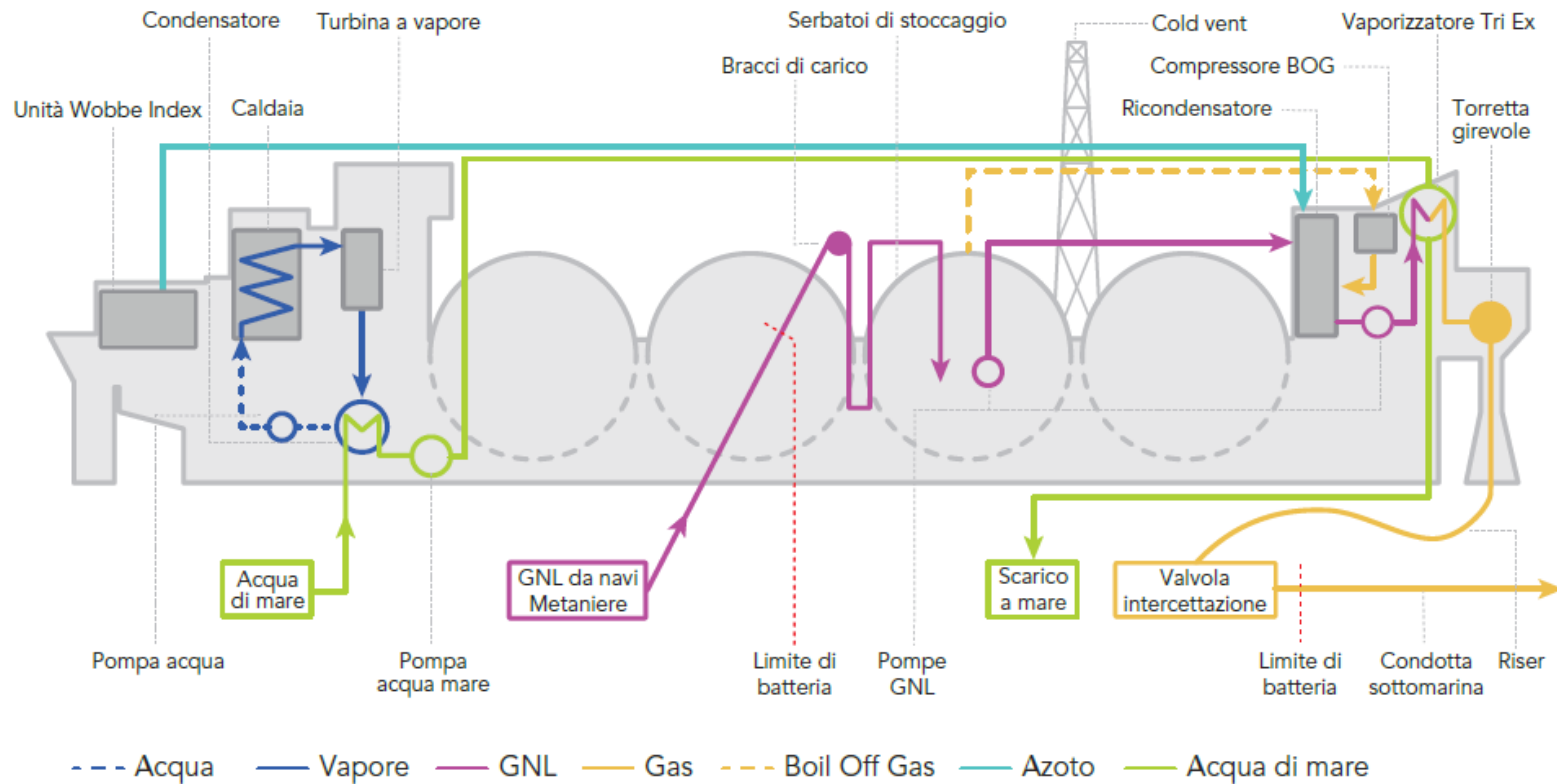 Condensatore
Turbina a vapore
Serbatoi di stoccaggio
Cold vent
Vaporizzatore Tri Ex
Bracci di carico
Compressore BOG
Unità Wobbe Index
Caldaia
Ricondensatore
Torretta
girevole
Acqua
di mare
GNL da navi
Metaniere
Scarico
a mare
Valvola
intercettazione
Pompa acqua
Pompa
acqua mare
Limite di
batteria
Pompe
GNL
Limite di
batteria
Condotta
sottomarina
Riser
Acqua
Vapore
GNL
Gas
Boil Off Gas
Azoto
Acqua di mare